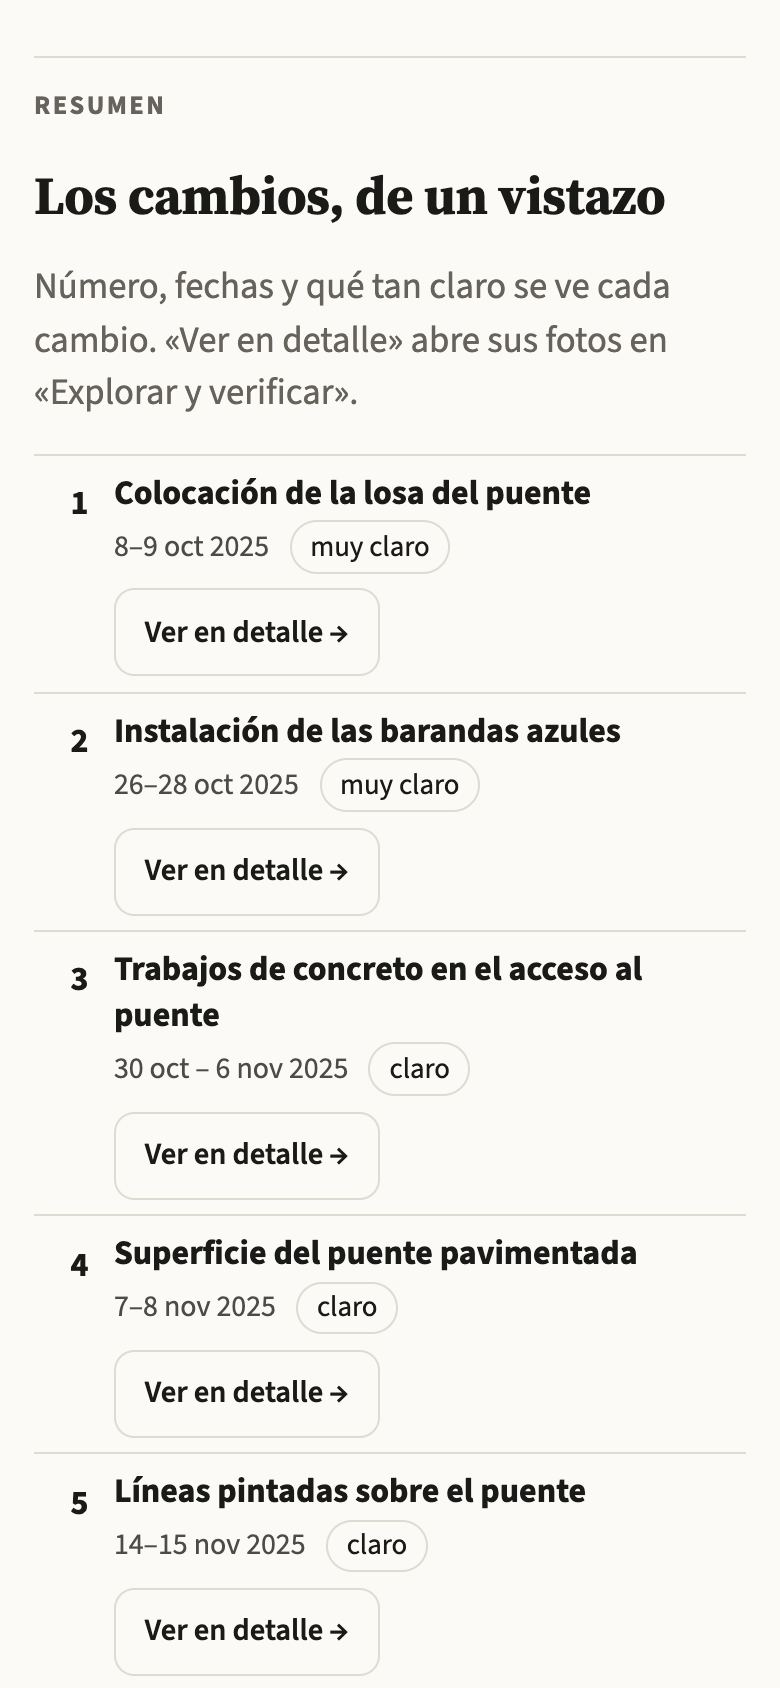 RESUMEN
Los cambios, de un vistazo
Número, fechas y qué tan claro se ve cada
cambio. «Ver en detalle» abre sus fotos en
«Explorar y verificar».
1 Colocación de la losa del puente
8–9 oct 2025 muy claro
Ver en detalle →
2 Instalación de las barandas azules
26–28 oct 2025 muy claro
Ver en detalle →
3 Trabajos de concreto en el acceso al
puente
30 oct – 6 nov 2025 claro
Ver en detalle →
4 Superficie del puente pavimentada
7–8 nov 2025 claro
Ver en detalle →
5 Líneas pintadas sobre el puente
14–15 nov 2025 claro
Ver en detalle →